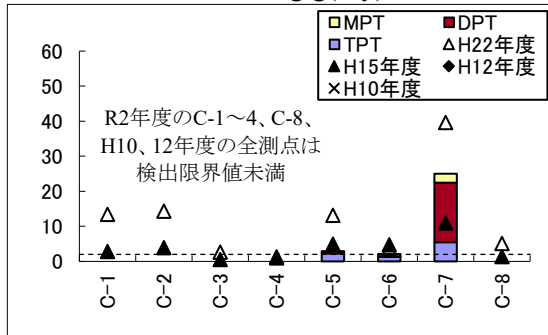 MPT
DPT
TPT
H22年度
H15年度
H12年度
H10年度
60
50
40
30
20
10
0
R2年度のC-1～4、C-8、
H10、12年度の全測点は
検出限界値未満
C-1
C-2
C-3
C-4
C-5
C-6
C-7
C-8